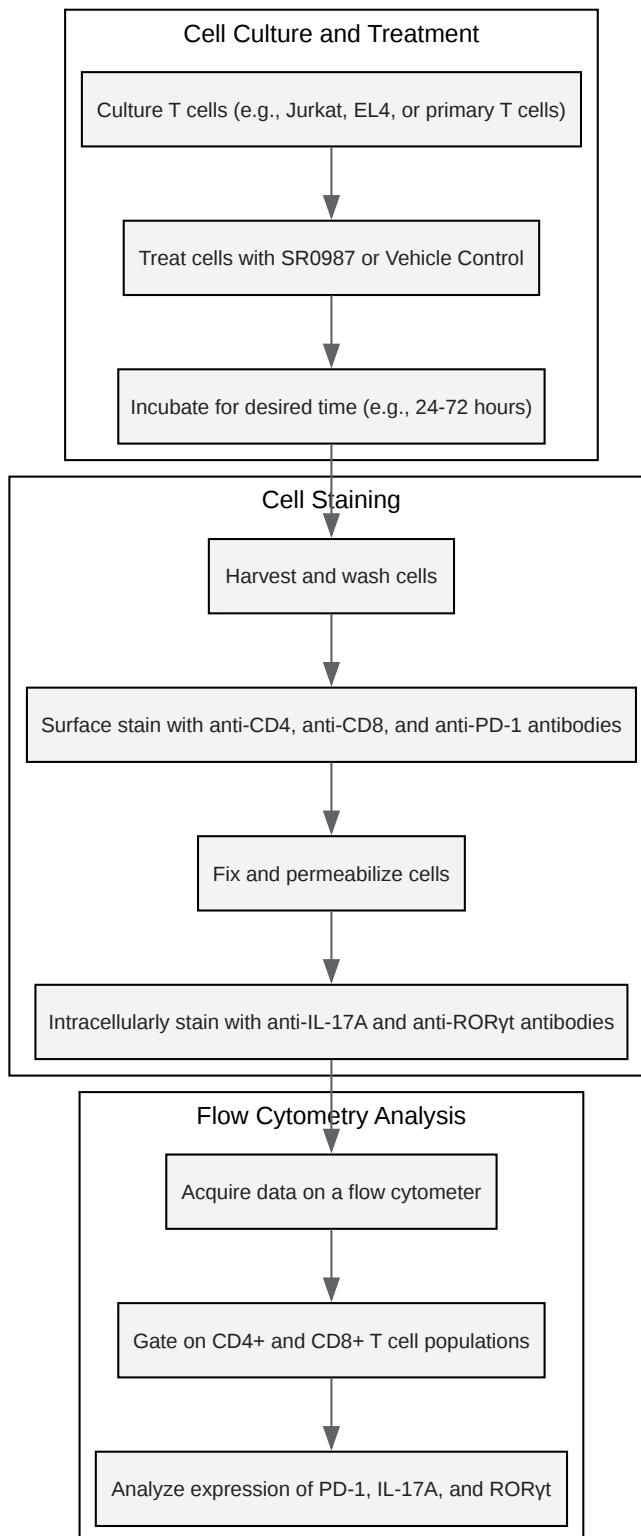 Cell Culture and Treatment
Culture T cells (e.g., Jurkat, EL4, or primary T cells)
Treat cells with SR0987 or Vehicle Control
Incubate for desired time (e.g., 24-72 hours)
Cell Staining
Harvest and wash cells
Surface stain with anti-CD4, anti-CD8, and anti-PD-1 antibodies
Fix and permeabilize cells
Intracellularly stain with anti-IL-17A and anti-RORγt antibodies
Flow Cytometry Analysis
Acquire data on a flow cytometer
Gate on CD4+ and CD8+ T cell populations
Analyze expression of PD-1, IL-17A, and RORγt